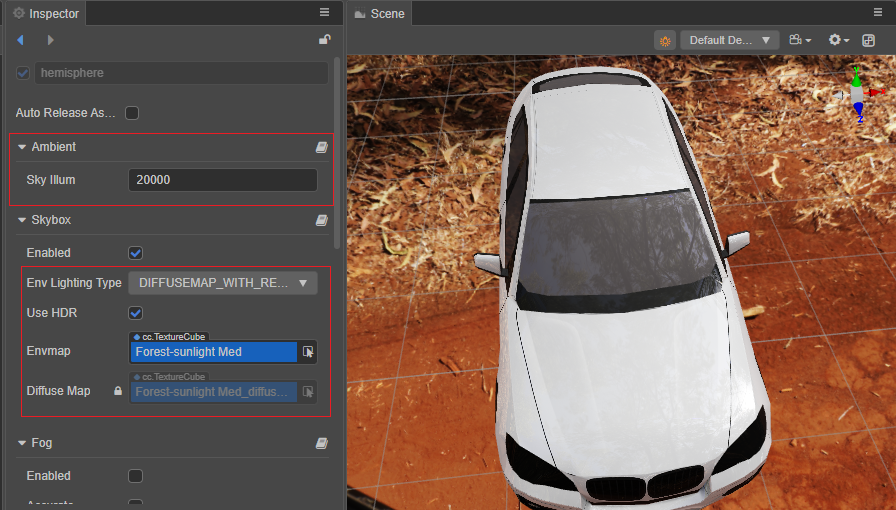 Inspector
Scene
Default De...
hemisphere
Auto Release As...
Ambient
Sky Illum
20000
Skybox
Enabled
Env Lighting Type
DIFFUSEMAP_WITH_RE...
Use HDR
cc.TextureCube
Envmap
Forest-sunlight Med
cc.TextureCube
Diffuse Map
Forest-sunlight Med_diffus...
Fog
Enabled
Y
Z